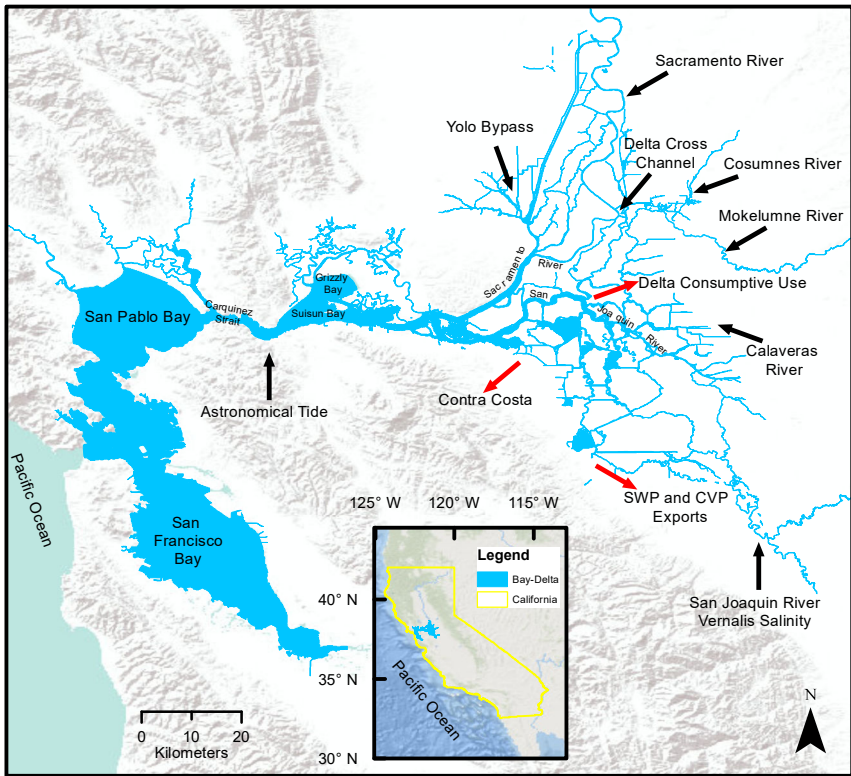 Sacramento River
Yolo Bypass
Delta Cross
Channel
Cosumnes River
Mokelumne River
Sacramento
River
Grizzly
Bay
Delta Consumptive Use
San
Joaquin
River
Carquinez
Strait
San Pablo Bay
Suisun Bay
Calaveras
River
Astronomical Tide
Contra Costa
Pacific Ocean
SWP and CVP
Exports
125° W
120° W
115° W
San
Francisco
Bay
Legend
Bay-Delta
California
40° N
35° N
30° N
Pacific Ocean
San Joaquin River
Vernalis Salinity
N
0 10 20
Kilometers